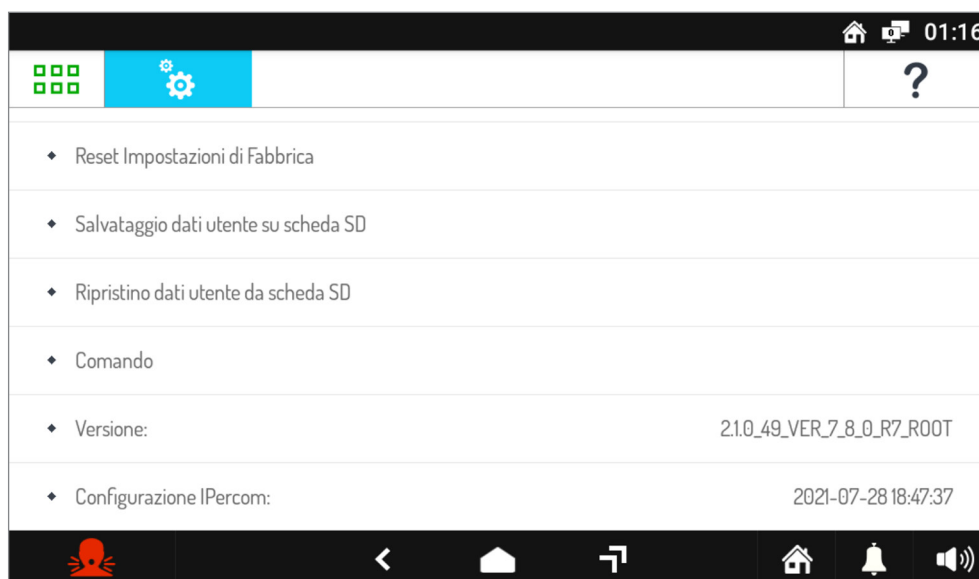 01:16
?
Reset Impostazioni di Fabbrica
Salvataggio dati utente su scheda SD
Ripristino dati utente da scheda SD
Comando
Versione: 2.1.0_49_VER_7_8_0_R7_ROOT
Configurazione IPercom: 2021-07-28 18:47:37